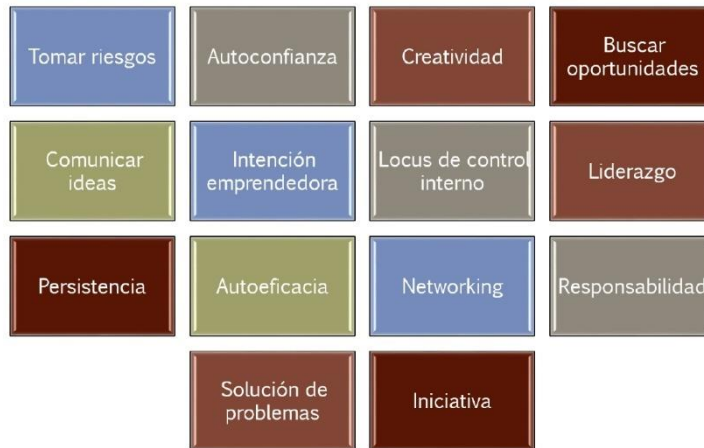 Tomar riesgos
Autoconfianza
Creatividad
Buscar
oportunidades
Comunicar
ideas
Intención
emprendedora
Locus de control
interno
Liderazgo
Persistencia
Autoeficacia
Networking
Responsabilidad
Solución de
problemas
Iniciativa